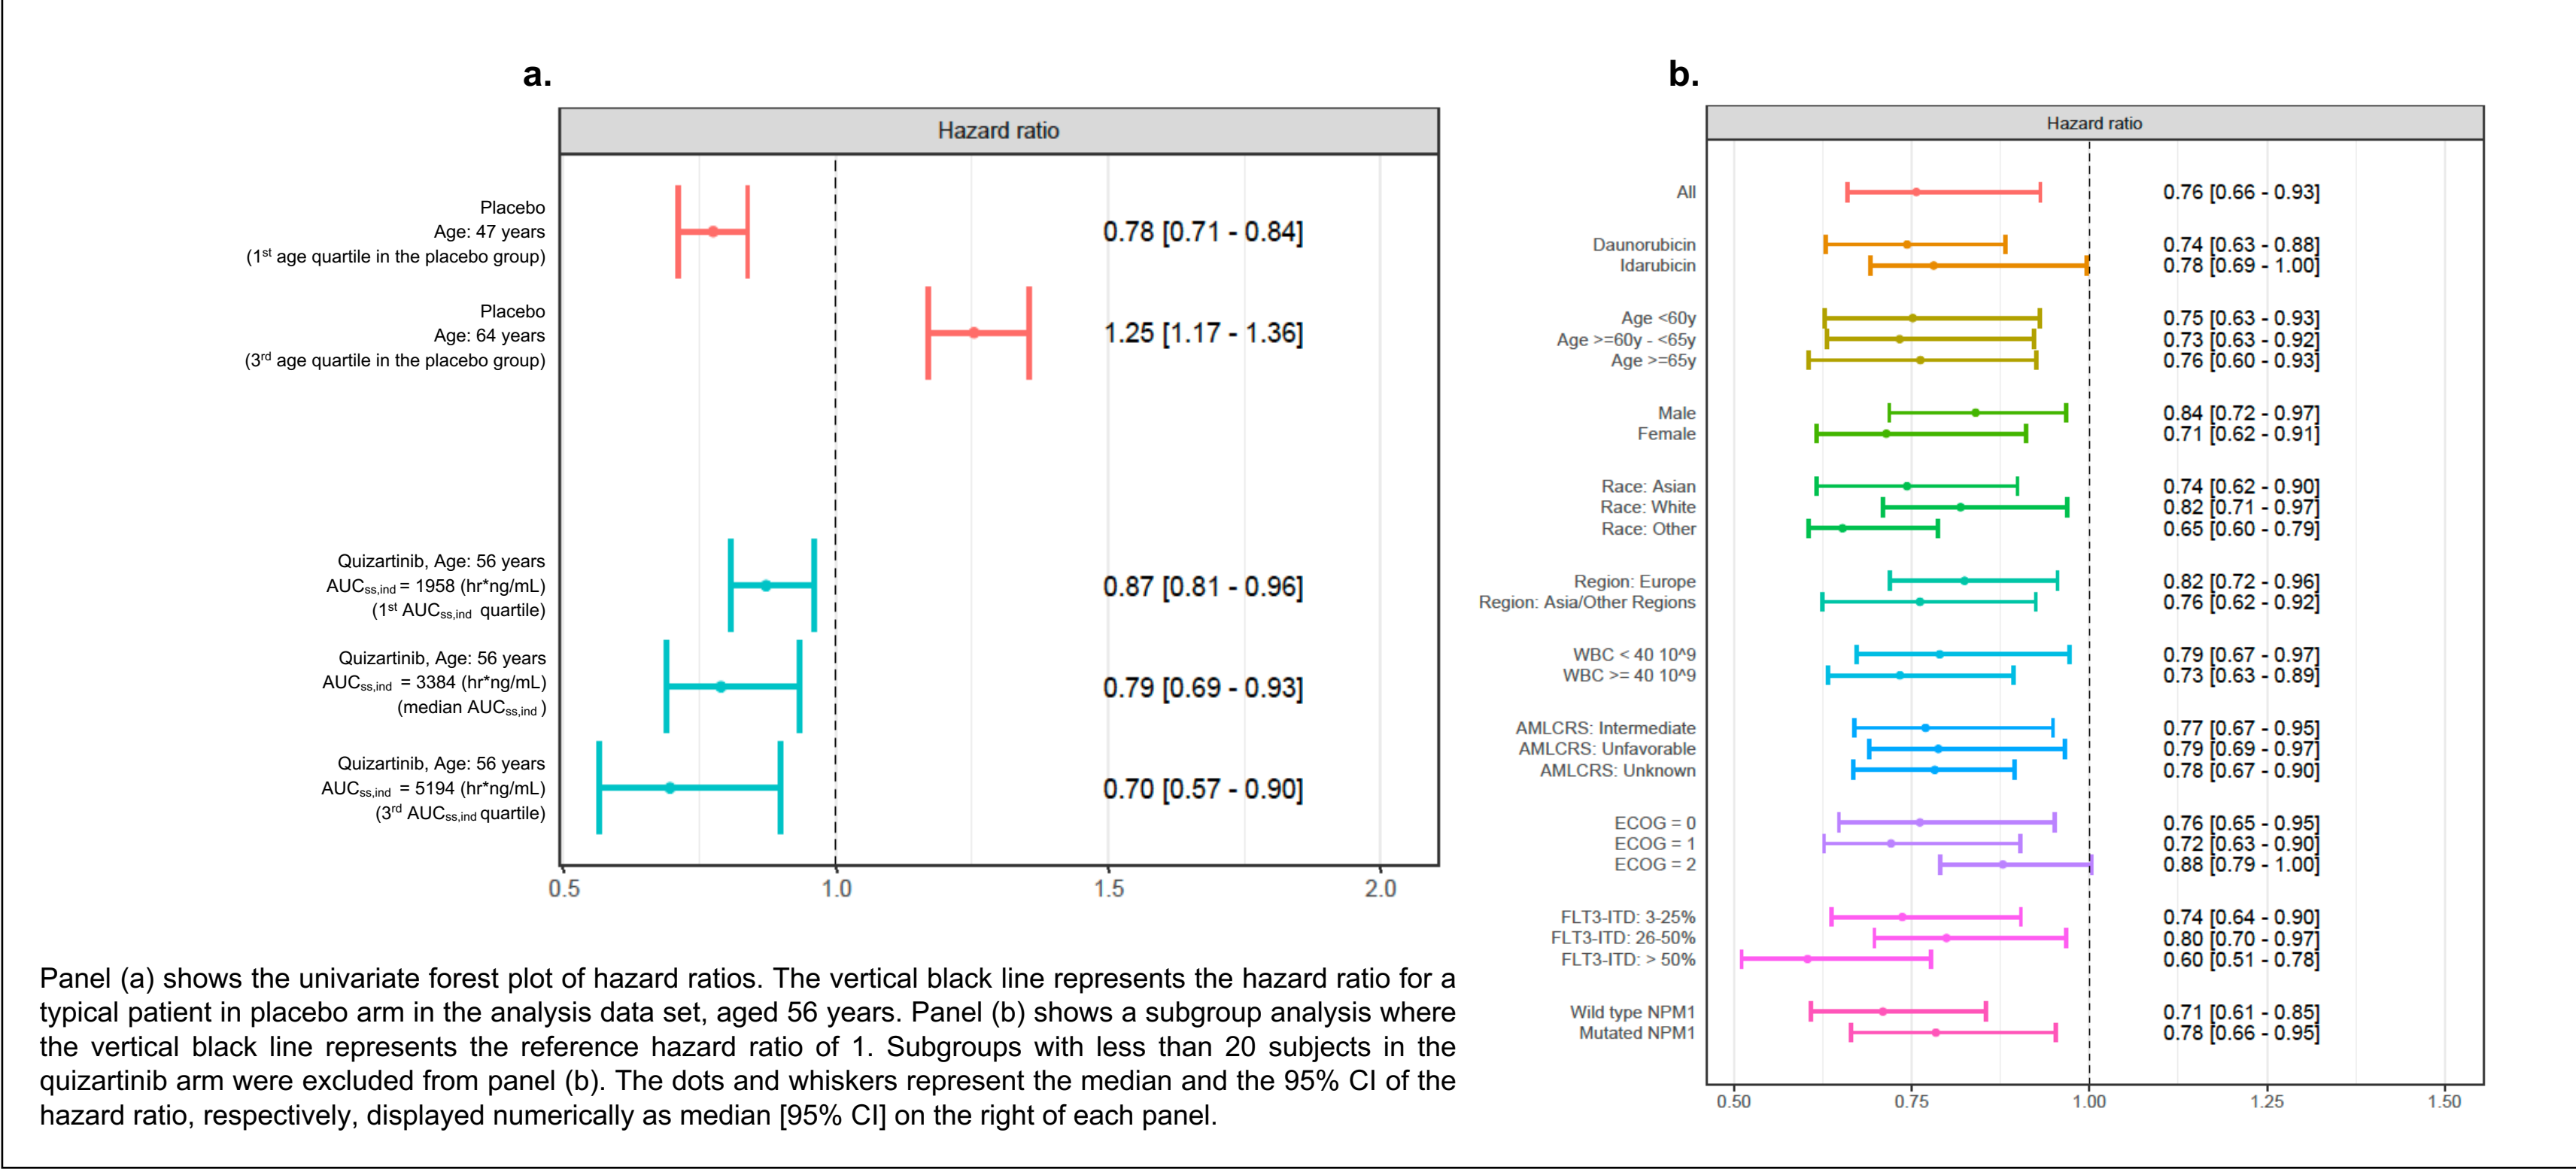 a.
Hazard ratio
Placebo
Age: 47 years
(1st age quartile in the placebo group)
0.78 [0.71 - 0.84]
Placebo
Age: 64 years
(3rd age quartile in the placebo group)
1.25 [1.17 - 1.36]
Quizartinib, Age: 56 years
AUCss,ind = 1958 (hr*ng/mL)
(1st AUCss,ind quartile)
0.87 [0.81 - 0.96]
Quizartinib, Age: 56 years
AUCss,ind = 3384 (hr*ng/mL)
(median AUCss,ind )
0.79 [0.69 - 0.93]
Quizartinib, Age: 56 years
AUCss,ind = 5194 (hr*ng/mL)
(3rd AUCss,ind quartile)
0.70 [0.57 - 0.90]
0.5 1.0 1.5 2.0
Panel (a) shows the univariate forest plot of hazard ratios. The vertical black line represents the hazard ratio for a
typical patient in placebo arm in the analysis data set, aged 56 years. Panel (b) shows a subgroup analysis where
the vertical black line represents the reference hazard ratio of 1. Subgroups with less than 20 subjects in the
quizartinib arm were excluded from panel (b). The dots and whiskers represent the median and the 95% CI of the
hazard ratio, respectively, displayed numerically as median [95% CI] on the right of each panel.
b.
Hazard ratio
All 0.76 [0.66 - 0.93]
Daunorubicin 0.74 [0.63 - 0.88]
Idarubicin 0.78 [0.69 - 1.00]
Age <60y 0.75 [0.63 - 0.93]
Age >=60y - <65y 0.73 [0.63 - 0.92]
Age >=65y 0.76 [0.60 - 0.93]
Male 0.84 [0.72 - 0.97]
Female 0.71 [0.62 - 0.91]
Race: Asian 0.74 [0.62 - 0.90]
Race: White 0.82 [0.71 - 0.97]
Race: Other 0.65 [0.60 - 0.79]
Region: Europe 0.82 [0.72 - 0.96]
Region: Asia/Other Regions 0.76 [0.62 - 0.92]
WBC < 40 10^9 0.79 [0.67 - 0.97]
WBC >= 40 10^9 0.73 [0.63 - 0.89]
AMLCRS: Intermediate 0.77 [0.67 - 0.95]
AMLCRS: Unfavorable 0.79 [0.69 - 0.97]
AMLCRS: Unknown 0.78 [0.67 - 0.90]
ECOG = 0 0.76 [0.65 - 0.95]
ECOG = 1 0.72 [0.63 - 0.90]
ECOG = 2 0.88 [0.79 - 1.00]
FLT3-ITD: 3-25% 0.74 [0.64 - 0.90]
FLT3-ITD: 26-50% 0.80 [0.70 - 0.97]
FLT3-ITD: > 50% 0.60 [0.51 - 0.78]
Wild type NPM1 0.71 [0.61 - 0.85]
Mutated NPM1 0.78 [0.66 - 0.95]
0.50 0.75 1.00 1.25 1.50